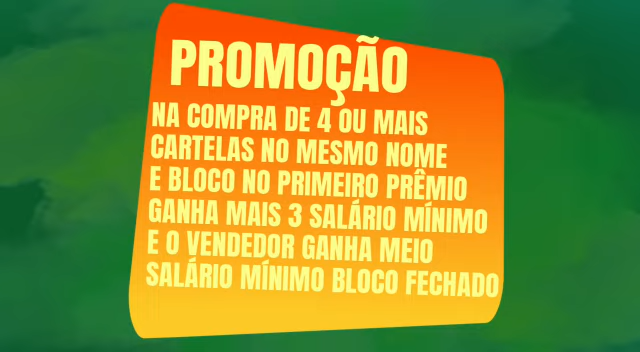 PROMOÇÃO
NA COMPRA DE 4 OU MAIS
CARTELAS NO MESMO NOME
E BLOCO NO PRIMEIRO PRÊMIO
GANHA MAIS 3 SALÁRIO MÍNIMO
E O VENDEDOR GANHA MEIO
SALÁRIO MÍNIMO BLOCO FECHADO